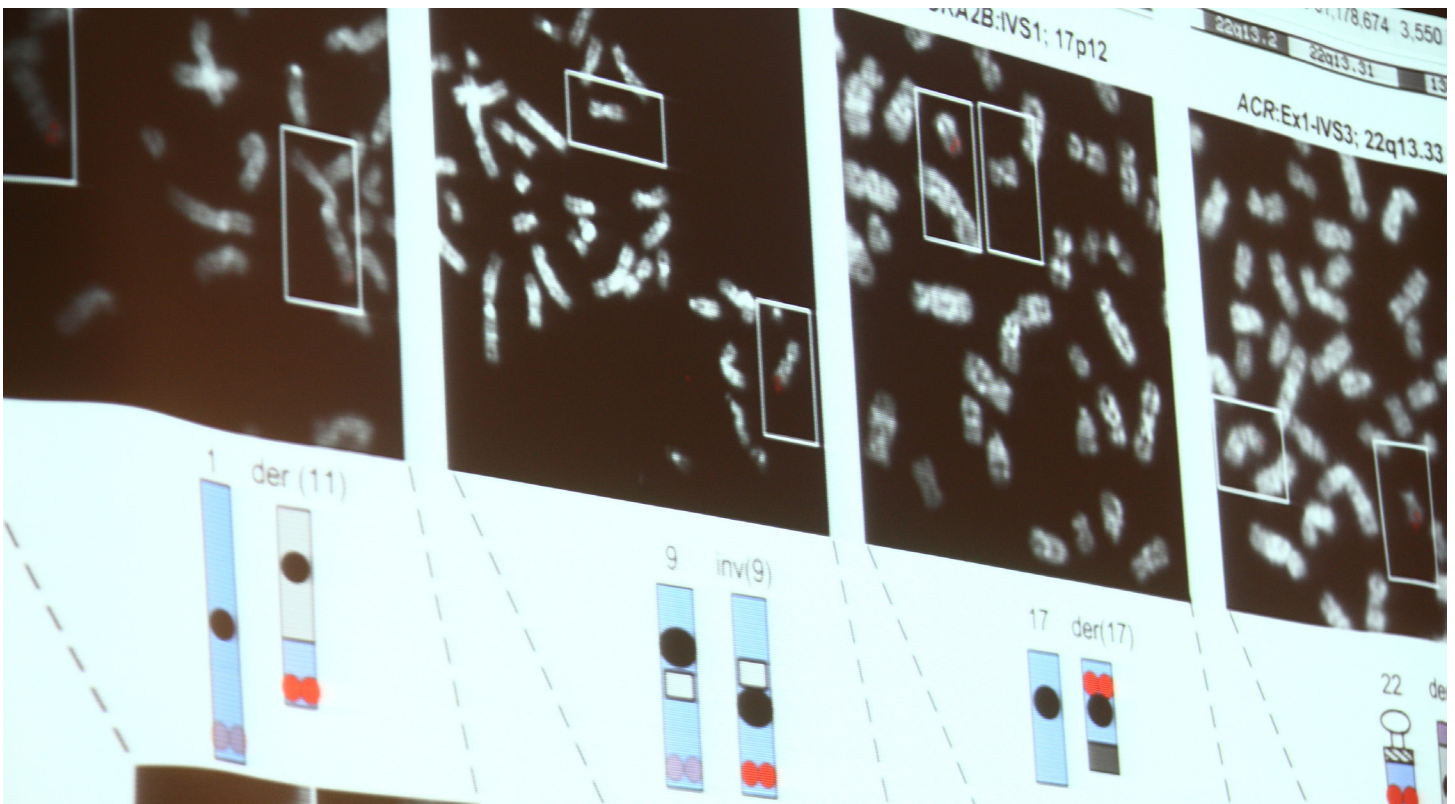 IVS1; 17p12
178,674 3,550
22q13.2
22q13.31
ACR:Ex1-IVS3; 22q13.33
1
der (11)
9
inv(9)
17
der(17)
22